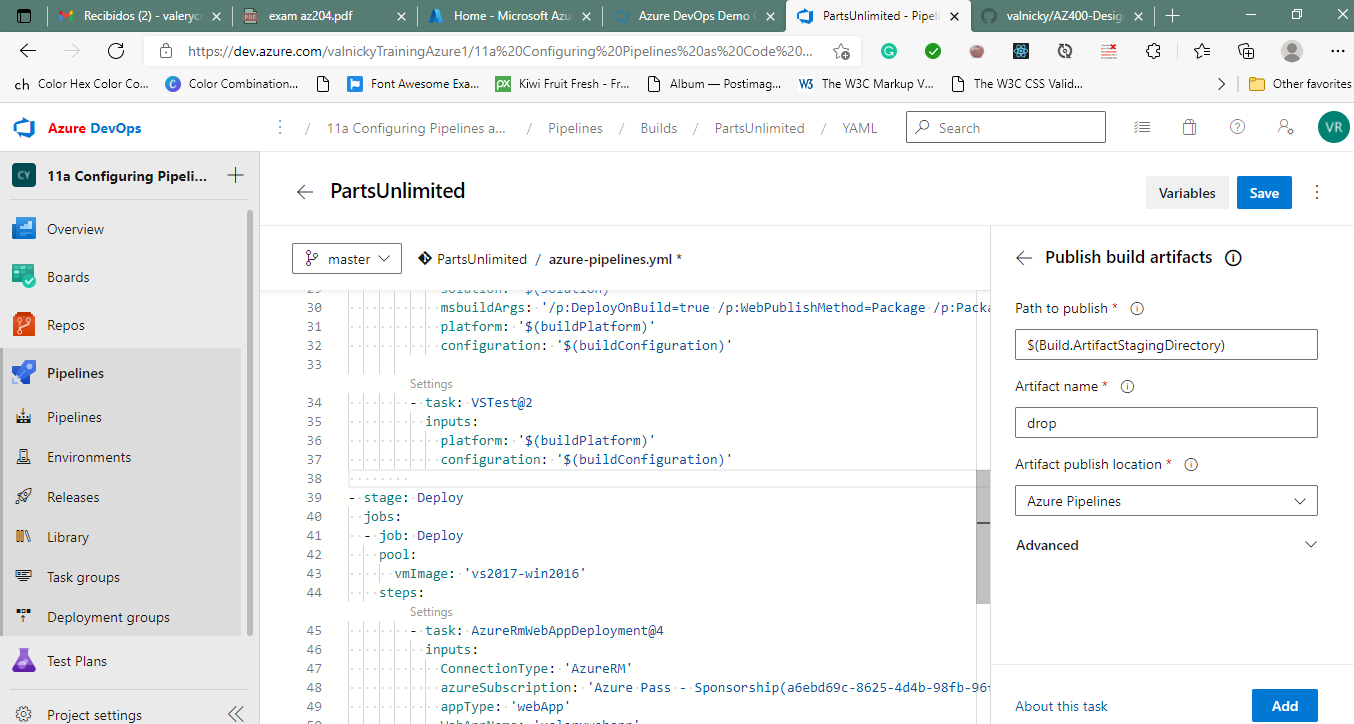 Recibidos (2) - valeryc
exam az204.pdf
Home - Microsoft Azu
Azure DevOps Demo
PartsUnlimited - Pipeli
valnicky/AZ400-Desig
https://dev.azure.com/valnickyTrainingAzure1/11a%20Configuring%20Pipelines%20as%20Code%20...
ch Color Hex Color Co...
Color Combination...
Font Awesome Exa...
Kiwi Fruit Fresh - Fr...
Album — Postimag...
The W3C Markup V...
The W3C CSS Valid...
Other favorites
Azure DevOps
/ 11a Configuring Pipelines a... / Pipelines / Builds / PartsUnlimited / YAML
Search
VR
CY 11a Configuring Pipeli...
Overview
Boards
Repos
Pipelines
Pipelines
Environments
Releases
Library
Task groups
Deployment groups
Test Plans
Project settings
PartsUnlimited
Variables
Save
master
PartsUnlimited / azure-pipelines.yml *
29 solution: '$(solution)'
30 msbuildArgs: '/p:DeployOnBuild=true /p:WebPublishMethod=Package /p:Packa
31 platform: '$(buildPlatform)'
32 configuration: '$(buildConfiguration)'
33
Settings
34 - task: VSTest@2
35 inputs:
36 platform: '$(buildPlatform)'
37 configuration: '$(buildConfiguration)'
38
39 - stage: Deploy
40 jobs:
41 - job: Deploy
42 pool:
43 vmImage: 'vs2017-win2016'
44 steps:
Settings
45 - task: AzureRmWebAppDeployment@4
46 inputs:
47 ConnectionType: 'AzureRM'
48 azureSubscription: 'Azure Pass - Sponsorship(a6ebd69c-8625-4d4b-98fb-96f
49 appType: 'webApp'
Publish build artifacts
Path to publish *
$(Build.ArtifactStagingDirectory)
Artifact name *
drop
Artifact publish location *
Azure Pipelines
Advanced
About this task
Add